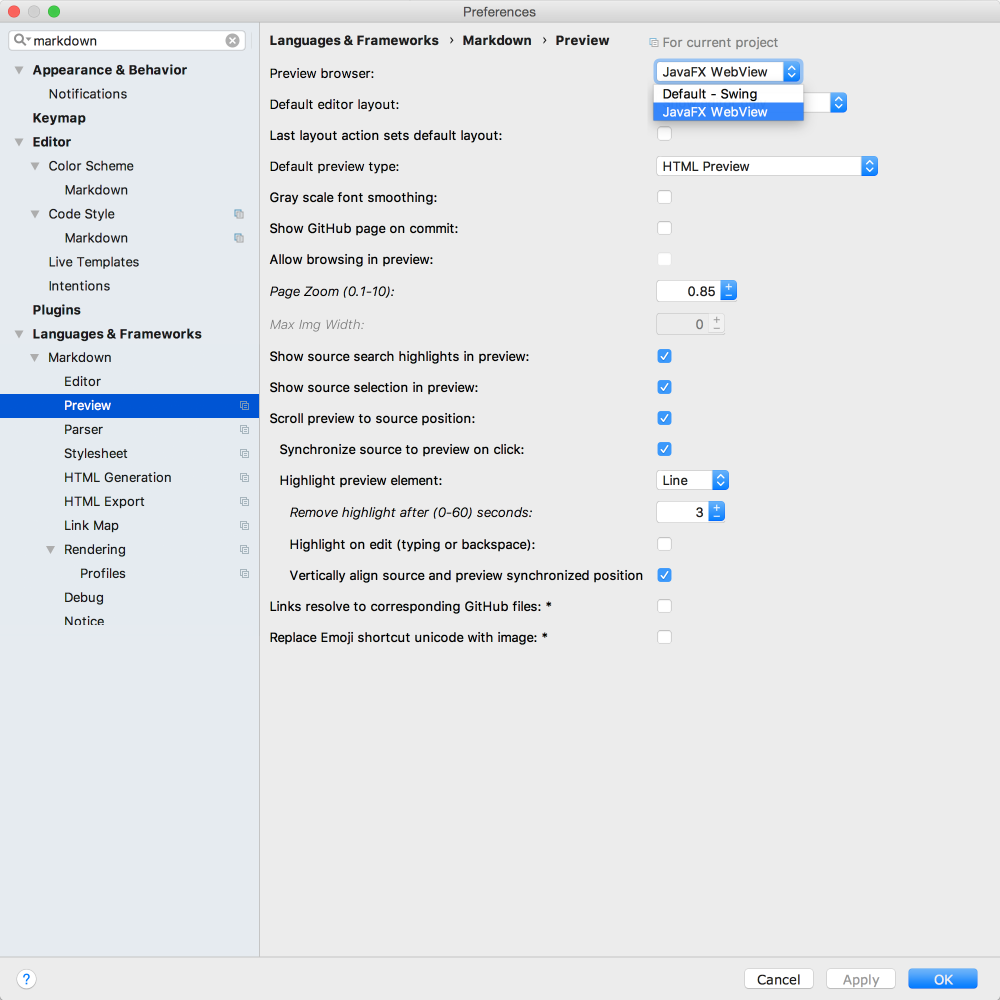 Preferences
markdown
Appearance & Behavior
Notifications
Keymap
Editor
Color Scheme
Markdown
Code Style
Markdown
Live Templates
Intentions
Plugins
Languages & Frameworks
Markdown
Editor
Preview
Parser
Stylesheet
HTML Generation
HTML Export
Link Map
Rendering
Profiles
Debug
Notice
Languages & Frameworks › Markdown › Preview For current project
Preview browser: JavaFX WebView
Default - Swing
JavaFX WebView
Default editor layout:
Last layout action sets default layout:
Default preview type: HTML Preview
Gray scale font smoothing:
Show GitHub page on commit:
Allow browsing in preview:
Page Zoom (0.1-10): 0.85
Max Img Width: 0
Show source search highlights in preview:
Show source selection in preview:
Scroll preview to source position:
Synchronize source to preview on click:
Highlight preview element: Line
Remove highlight after (0-60) seconds: 3
Highlight on edit (typing or backspace):
Vertically align source and preview synchronized position
Links resolve to corresponding GitHub files: *
Replace Emoji shortcut unicode with image: *
? Cancel Apply OK